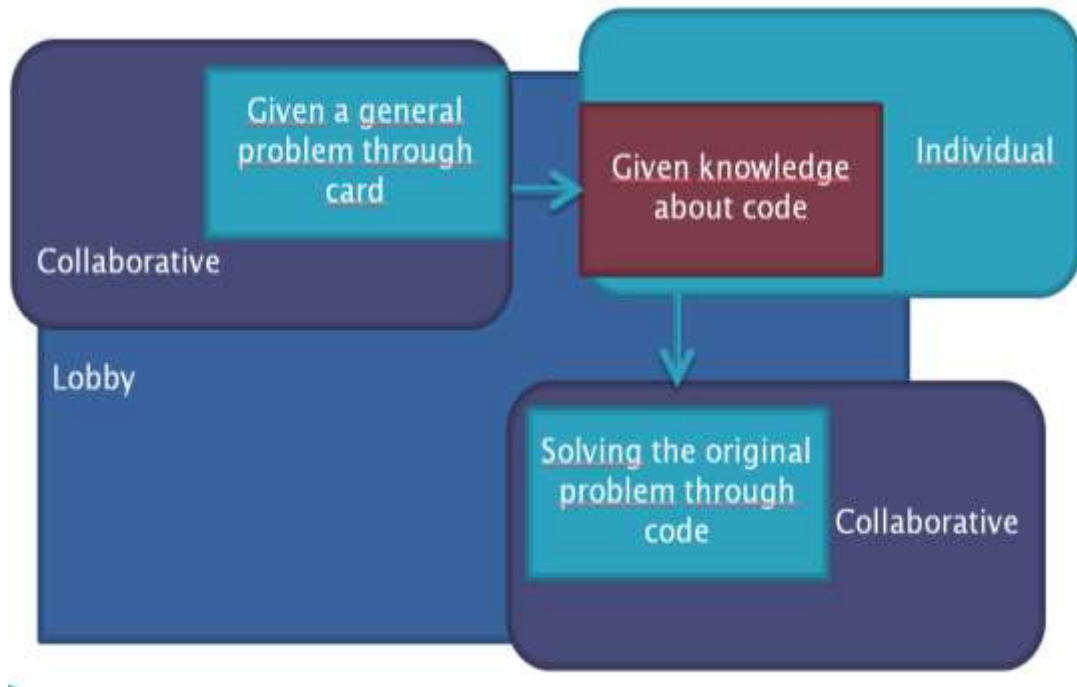 Given a general
problem through
card
Collaborative
Given knowledge
about code
Individual
Lobby
Solving the original
problem through
code
Collaborative